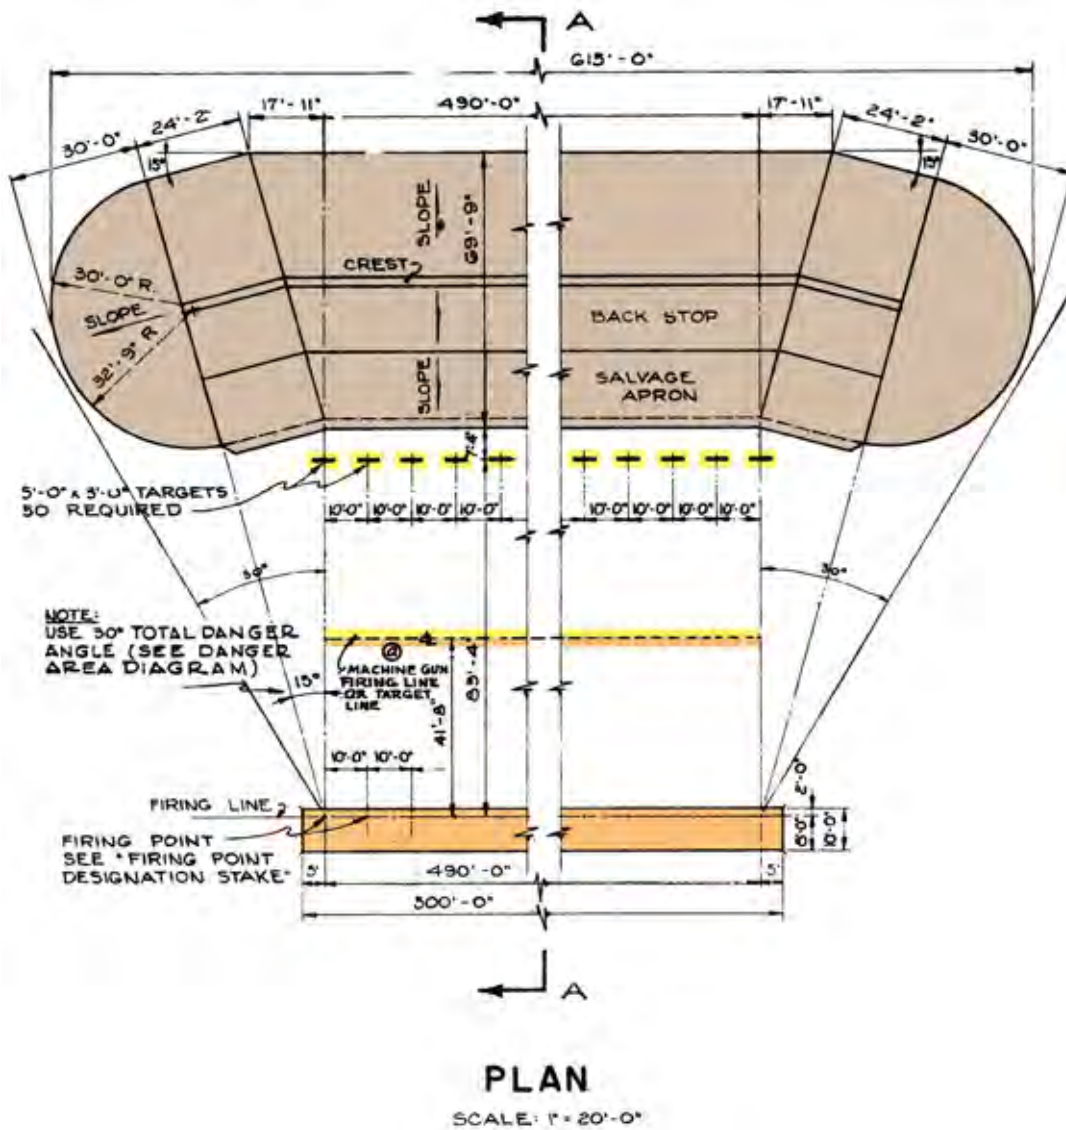 A
615'-0"
490'-0"
17'-11"
17'-11"
24'-2"
24'-2"
30'-0"
30'-0"
15°
15°
SLOPE
69'-9"
CREST
30'-0" R.
SLOPE
32'-9" R
BACK STOP
SLOPE
SALVAGE
APRON
7'-4"
5'-0" x 5'-0" TARGETS
50 REQUIRED
10'-0" 10'-0" 10'-0" 10'-0"
10'-0" 10'-0" 10'-0" 10'-0"
30°
30°
NOTE:
USE 30° TOTAL DANGER
ANGLE (SEE DANGER
AREA DIAGRAM)
MACHINE GUN
FIRING LINE
OR TARGET
LINE
15°
41'-8"
83'-4"
10'-0" 10'-0"
FIRING LINE
2'-0"
8'-0"
10'-0"
FIRING POINT
SEE "FIRING POINT
DESIGNATION STAKE"
5' 490'-0" 5'
500'-0"
A
PLAN
SCALE: 1" = 20'-0"